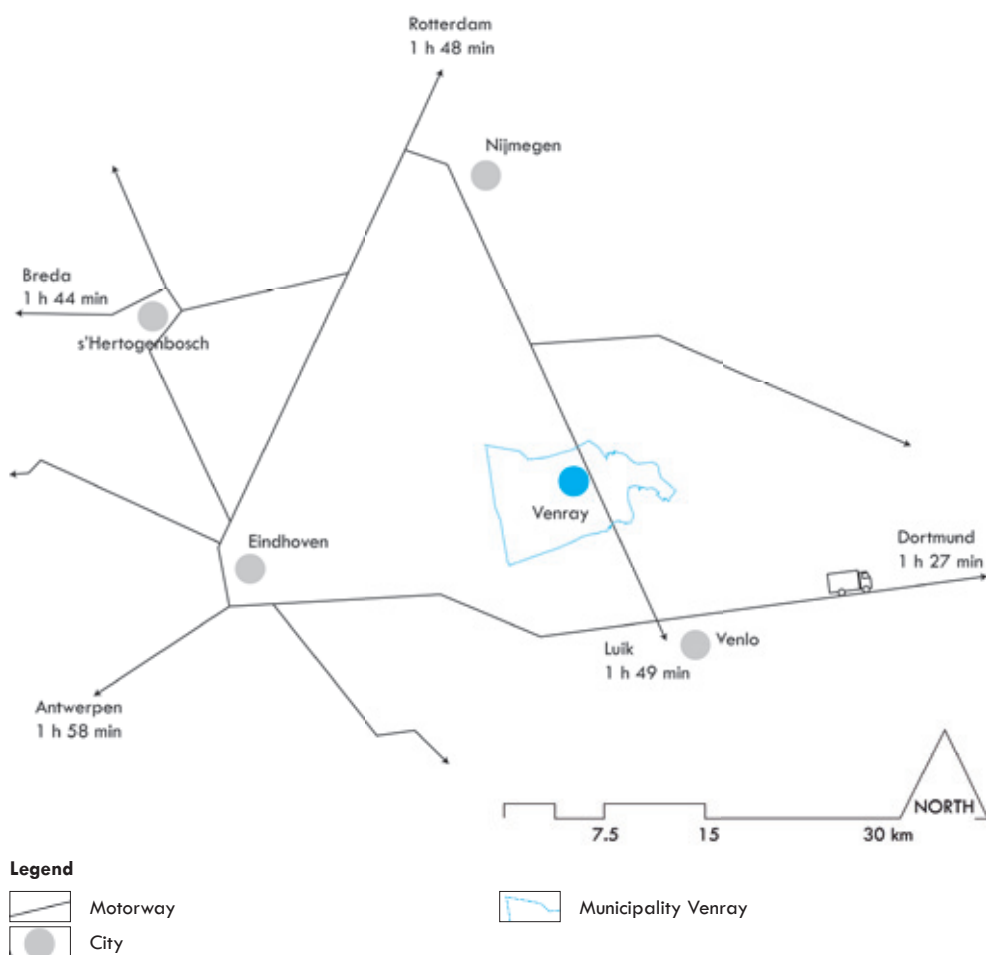 Rotterdam
1 h 48 min
Nijmegen
Breda
1 h 44 min
s'Hertogenbosch
Venray
Eindhoven
Dortmund
1 h 27 min
Luik
1 h 49 min
Venlo
Antwerpen
1 h 58 min
NORTH
7.5 15 30 km
Legend
Motorway
Municipality Venray
City